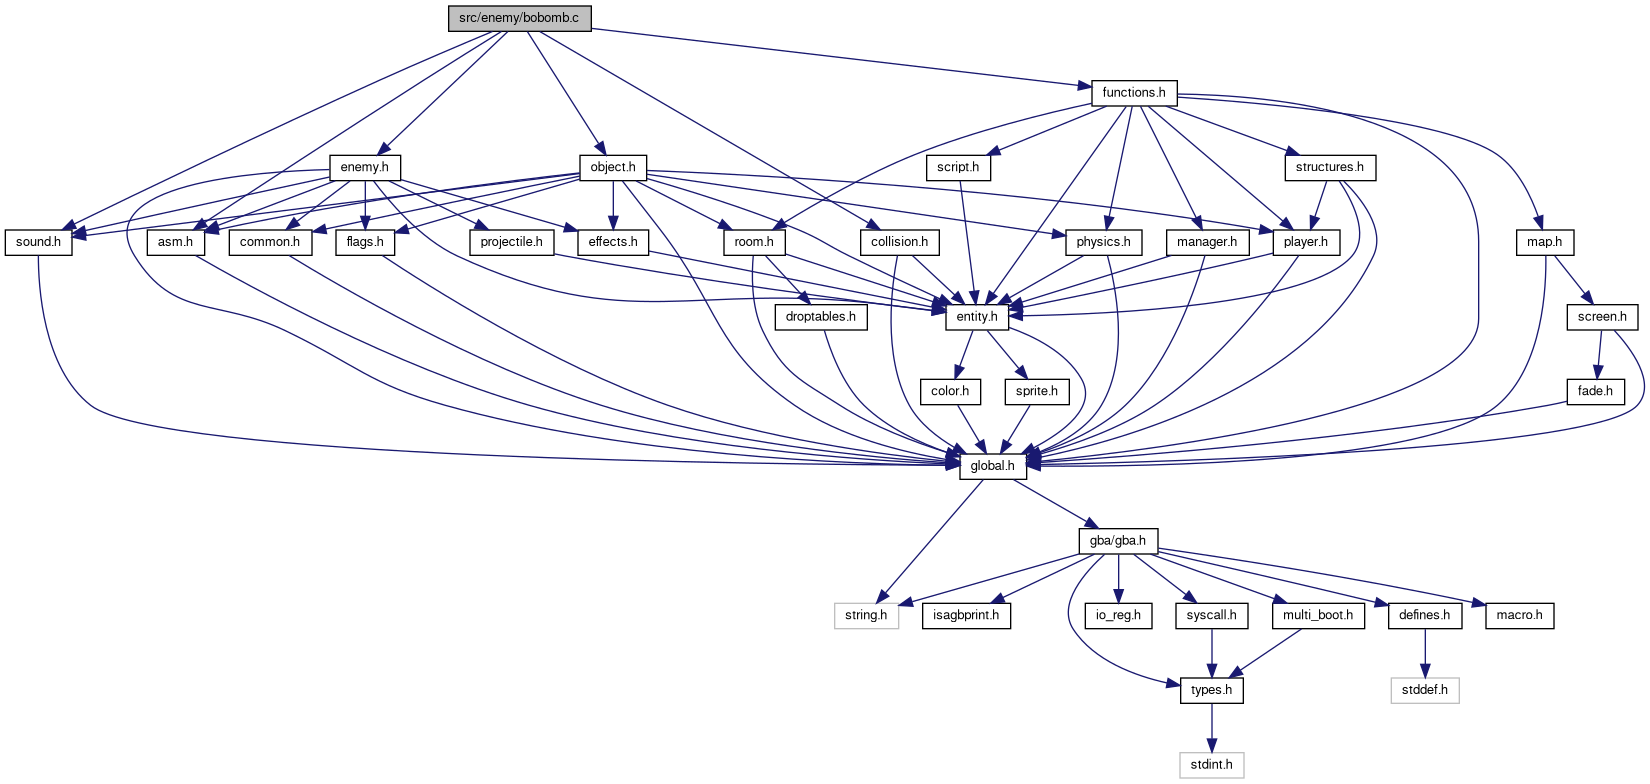 src/enemy/bobomb.c
functions.h
enemy.h
object.h
script.h
structures.h
sound.h
asm.h
common.h
flags.h
projectile.h
effects.h
room.h
collision.h
physics.h
manager.h
player.h
map.h
droptables.h
entity.h
screen.h
color.h
sprite.h
fade.h
global.h
gba/gba.h
string.h
isagbprint.h
io_reg.h
syscall.h
multi_boot.h
defines.h
macro.h
types.h
stddef.h
stdint.h